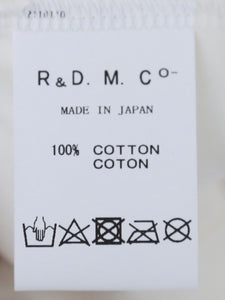 R & D. M. Co-
MADE IN JAPAN
100% COTTON
COTON